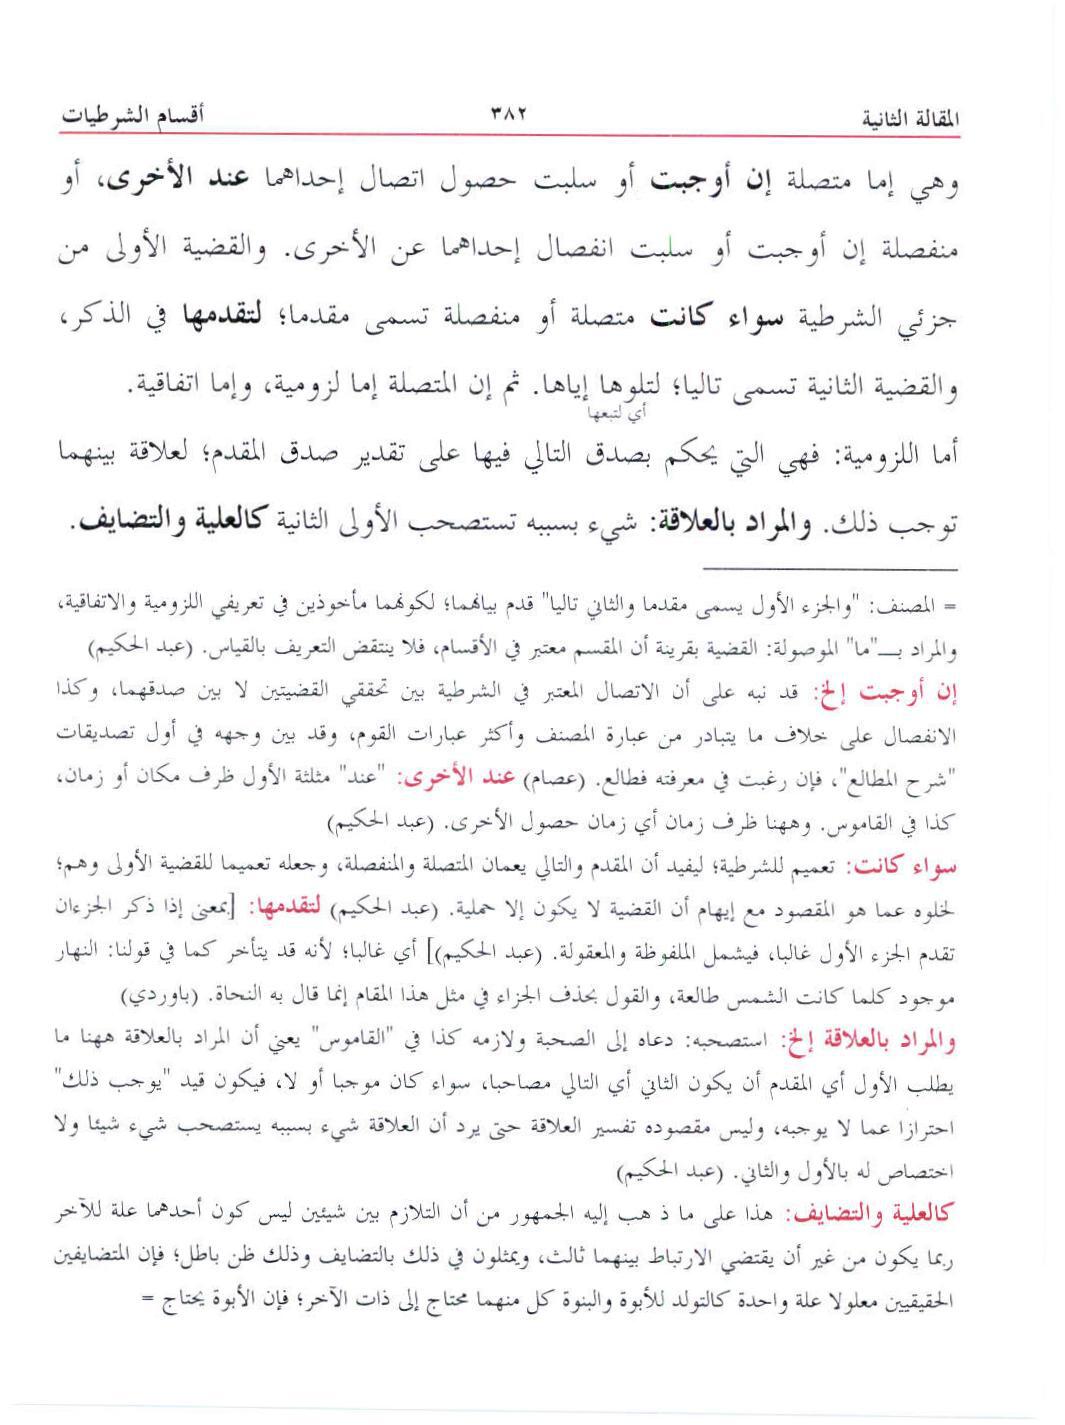 المقالة الثانية ٣٨٢ أقسام الشرطيات
وهي إما متصلة إن أوجبت أو سلبت حصول اتصال إحداهما عند الأخرى، أو
منفصلة إن أوجبت أو سلبت انفصال إحداهما عن الأخرى. والقضية الأولى من
جزئي الشرطية سواء كانت متصلة أو منفصلة تسمى مقدما؛ لتقدمها في الذكر،
والقضية الثانية تسمى تاليا؛ لتلوها إياها. ثم إن المتصلة إما لزومية، وإما اتفاقية.
أي لتبعها
أما اللزومية: فهي التي يحكم بصدق التالي فيها على تقدير صدق المقدم؛ لعلاقة بينهما
توجب ذلك. والمراد بالعلاقة: شيء بسببه تستصحب الأولى الثانية كالعلية والتضايف.
= المصنف: "والجزء الأول يسمى مقدما والثاني تاليا" قدم بيانهما؛ لكونهما مأخوذين في تعريفي اللزومية والاتفاقية،
والمراد بـ"ما" الموصولة: القضية بقرينة أن المقسم معتبر في الأقسام، فلا ينتقض التعريف بالقياس. (عبد الحكيم)
إن أوجبت إلخ: قد نبه على أن الاتصال المعتبر في الشرطية بين تحققي القضيتين لا بين صدقهما، وكذا
الانفصال على خلاف ما يتبادر من عبارة المصنف وأكثر عبارات القوم، وقد بين وجهه في أول تصديقات
"شرح المطالع"، فإن رغبت في معرفته فطالع. (عصام) عند الأخرى: "عند" مثلثة الأول ظرف مكان أو زمان،
كذا في القاموس. وههنا ظرف زمان أي زمان حصول الأخرى. (عبد الحكيم)
سواء كانت: تعميم للشرطية؛ ليفيد أن المقدم والتالي يعمان المتصلة والمنفصلة، وجعله تعميما للقضية الأولى وهم؛
لخلوه عما هو المقصود مع إيهام أن القضية لا يكون إلا حملية. (عبد الحكيم) لتقدمها: [بمعنى إذا ذكر الجزءان
تقدم الجزء الأول غالبا، فيشمل الملفوظة والمعقولة. (عبد الحكيم)] أي غالبا؛ لأنه قد يتأخر كما في قولنا: النهار
موجود كلما كانت الشمس طالعة، والقول بحذف الجزاء في مثل هذا المقام إنما قال به النحاة. (باوردي)
والمراد بالعلاقة إلخ: استصحبه: دعاه إلى الصحبة ولازمه كذا في "القاموس" يعني أن المراد بالعلاقة ههنا ما
يطلب الأول أي المقدم أن يكون الثاني أي التالي مصاحبا، سواء كان موجبا أو لا، فيكون قيد "يوجب ذلك"
احترازا عما لا يوجبه، وليس مقصوده تفسير العلاقة حتى يرد أن العلاقة شيء بسببه يستصحب شيء شيئا ولا
اختصاص له بالأول والثاني. (عبد الحكيم)
كالعلية والتضايف: هذا على ما ذهب إليه الجمهور من أن التلازم بين شيئين ليس كون أحدهما علة للآخر
ربما يكون من غير أن يقتضي الارتباط بينهما ثالث، ويمثلون في ذلك بالتضايف وذلك ظن باطل؛ فإن المتضايفين
الحقيقيين معلولا علة واحدة كالتولد للأبوة والبنوة كل منهما محتاج إلى ذات الآخر؛ فإن الأبوة يحتاج =